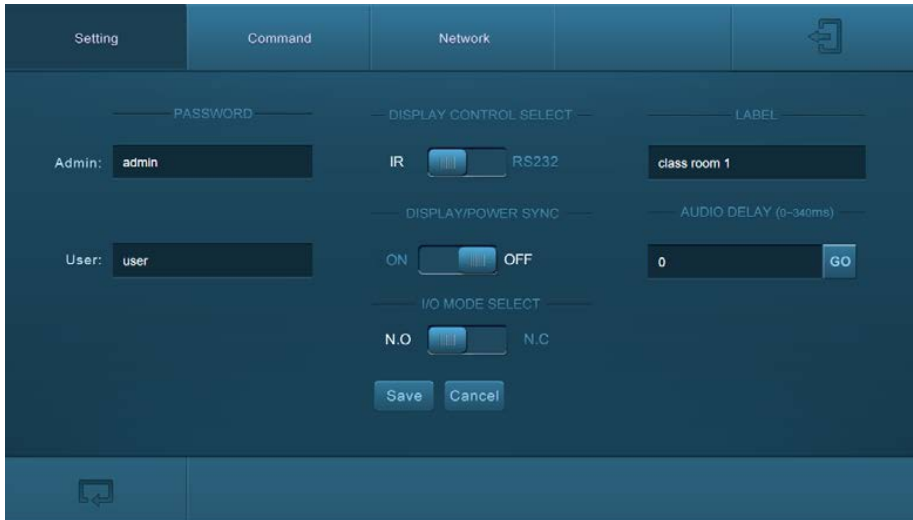 Setting Command Network
PASSWORD DISPLAY CONTROL SELECT LABEL
Admin: admin IR RS232 class room 1
DISPLAY/POWER SYNC AUDIO DELAY (0~340ms)
User: user ON OFF 0 GO
I/O MODE SELECT
N.O N.C
Save Cancel